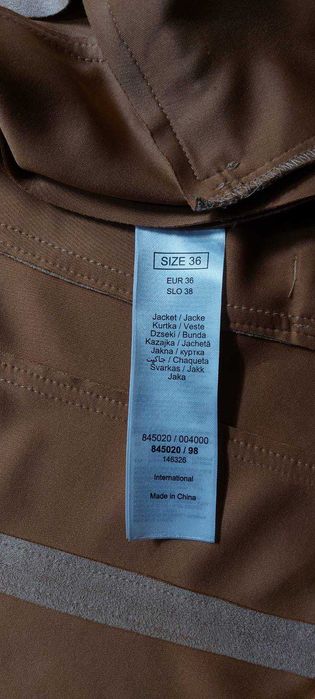 SIZE 36
EUR 36
SLO 38
Jacket / Jacke
Kurtka / Veste
Dzseki / Bunda
Kazajka / Jachetă
Jakna / куртка
جاكيت / Chaqueta
Švarkas / Jakk
Jaka
845020 / 004000
845020 / 98
146326
International
Made in China